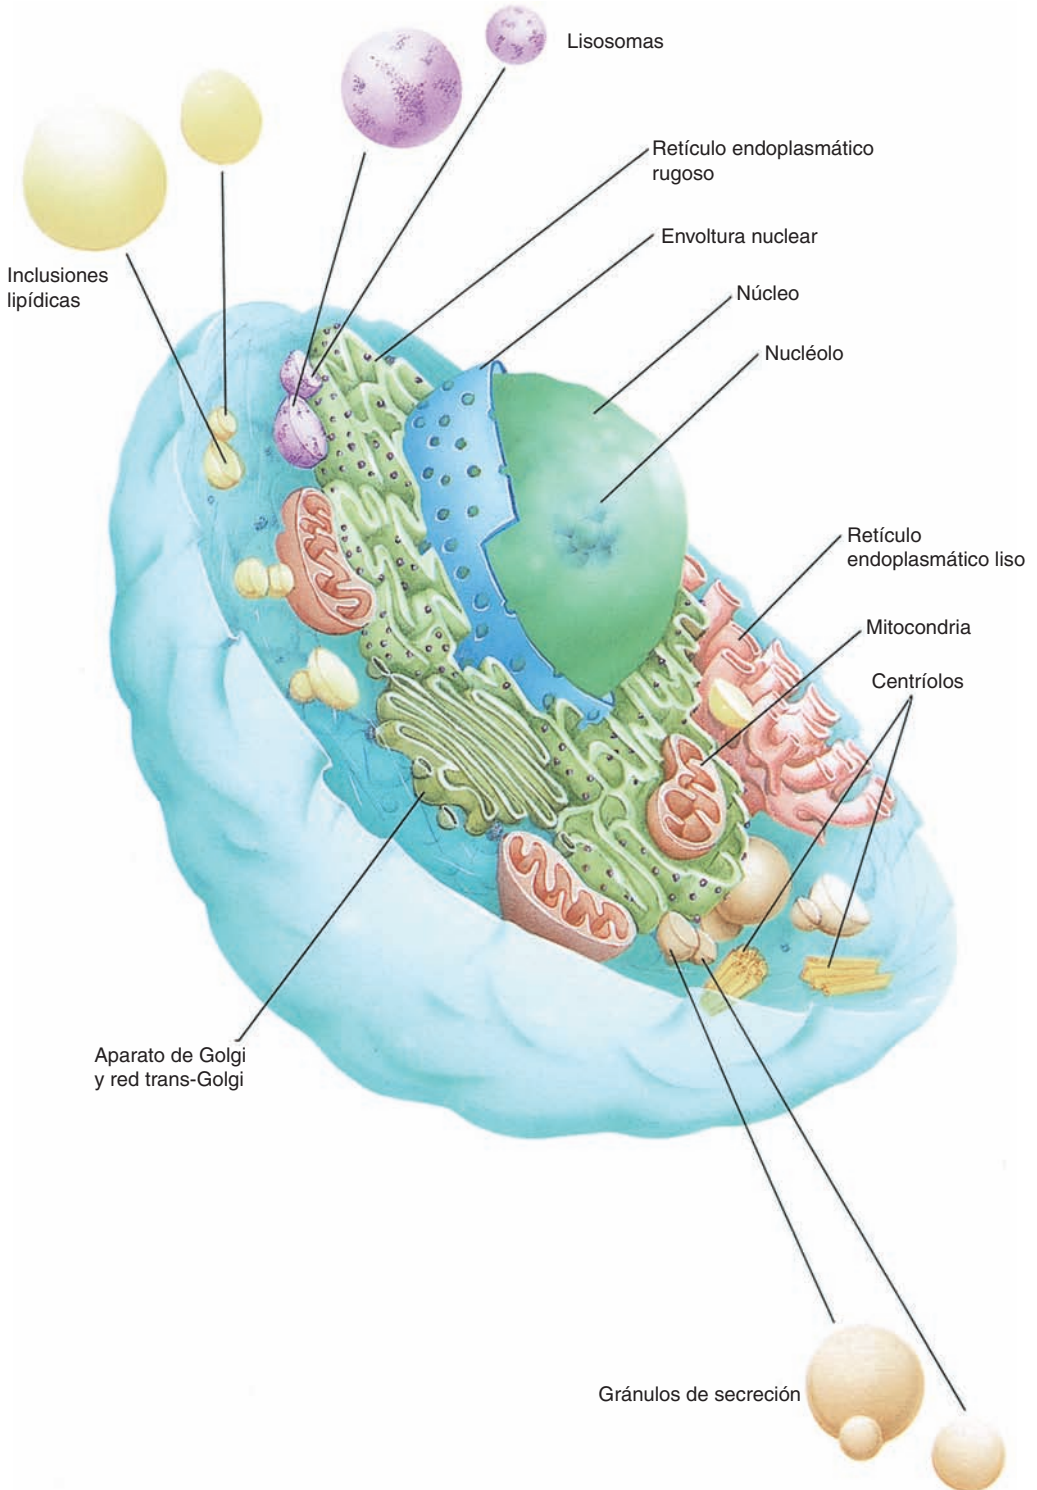 Lisosomas
Retículo endoplasmático
rugoso
Envoltura nuclear
Inclusiones
lipídicas
Núcleo
Nucléolo
Retículo
endoplasmático liso
Mitocondria
Centríolos
Aparato de Golgi
y red trans-Golgi
Gránulos de secreción